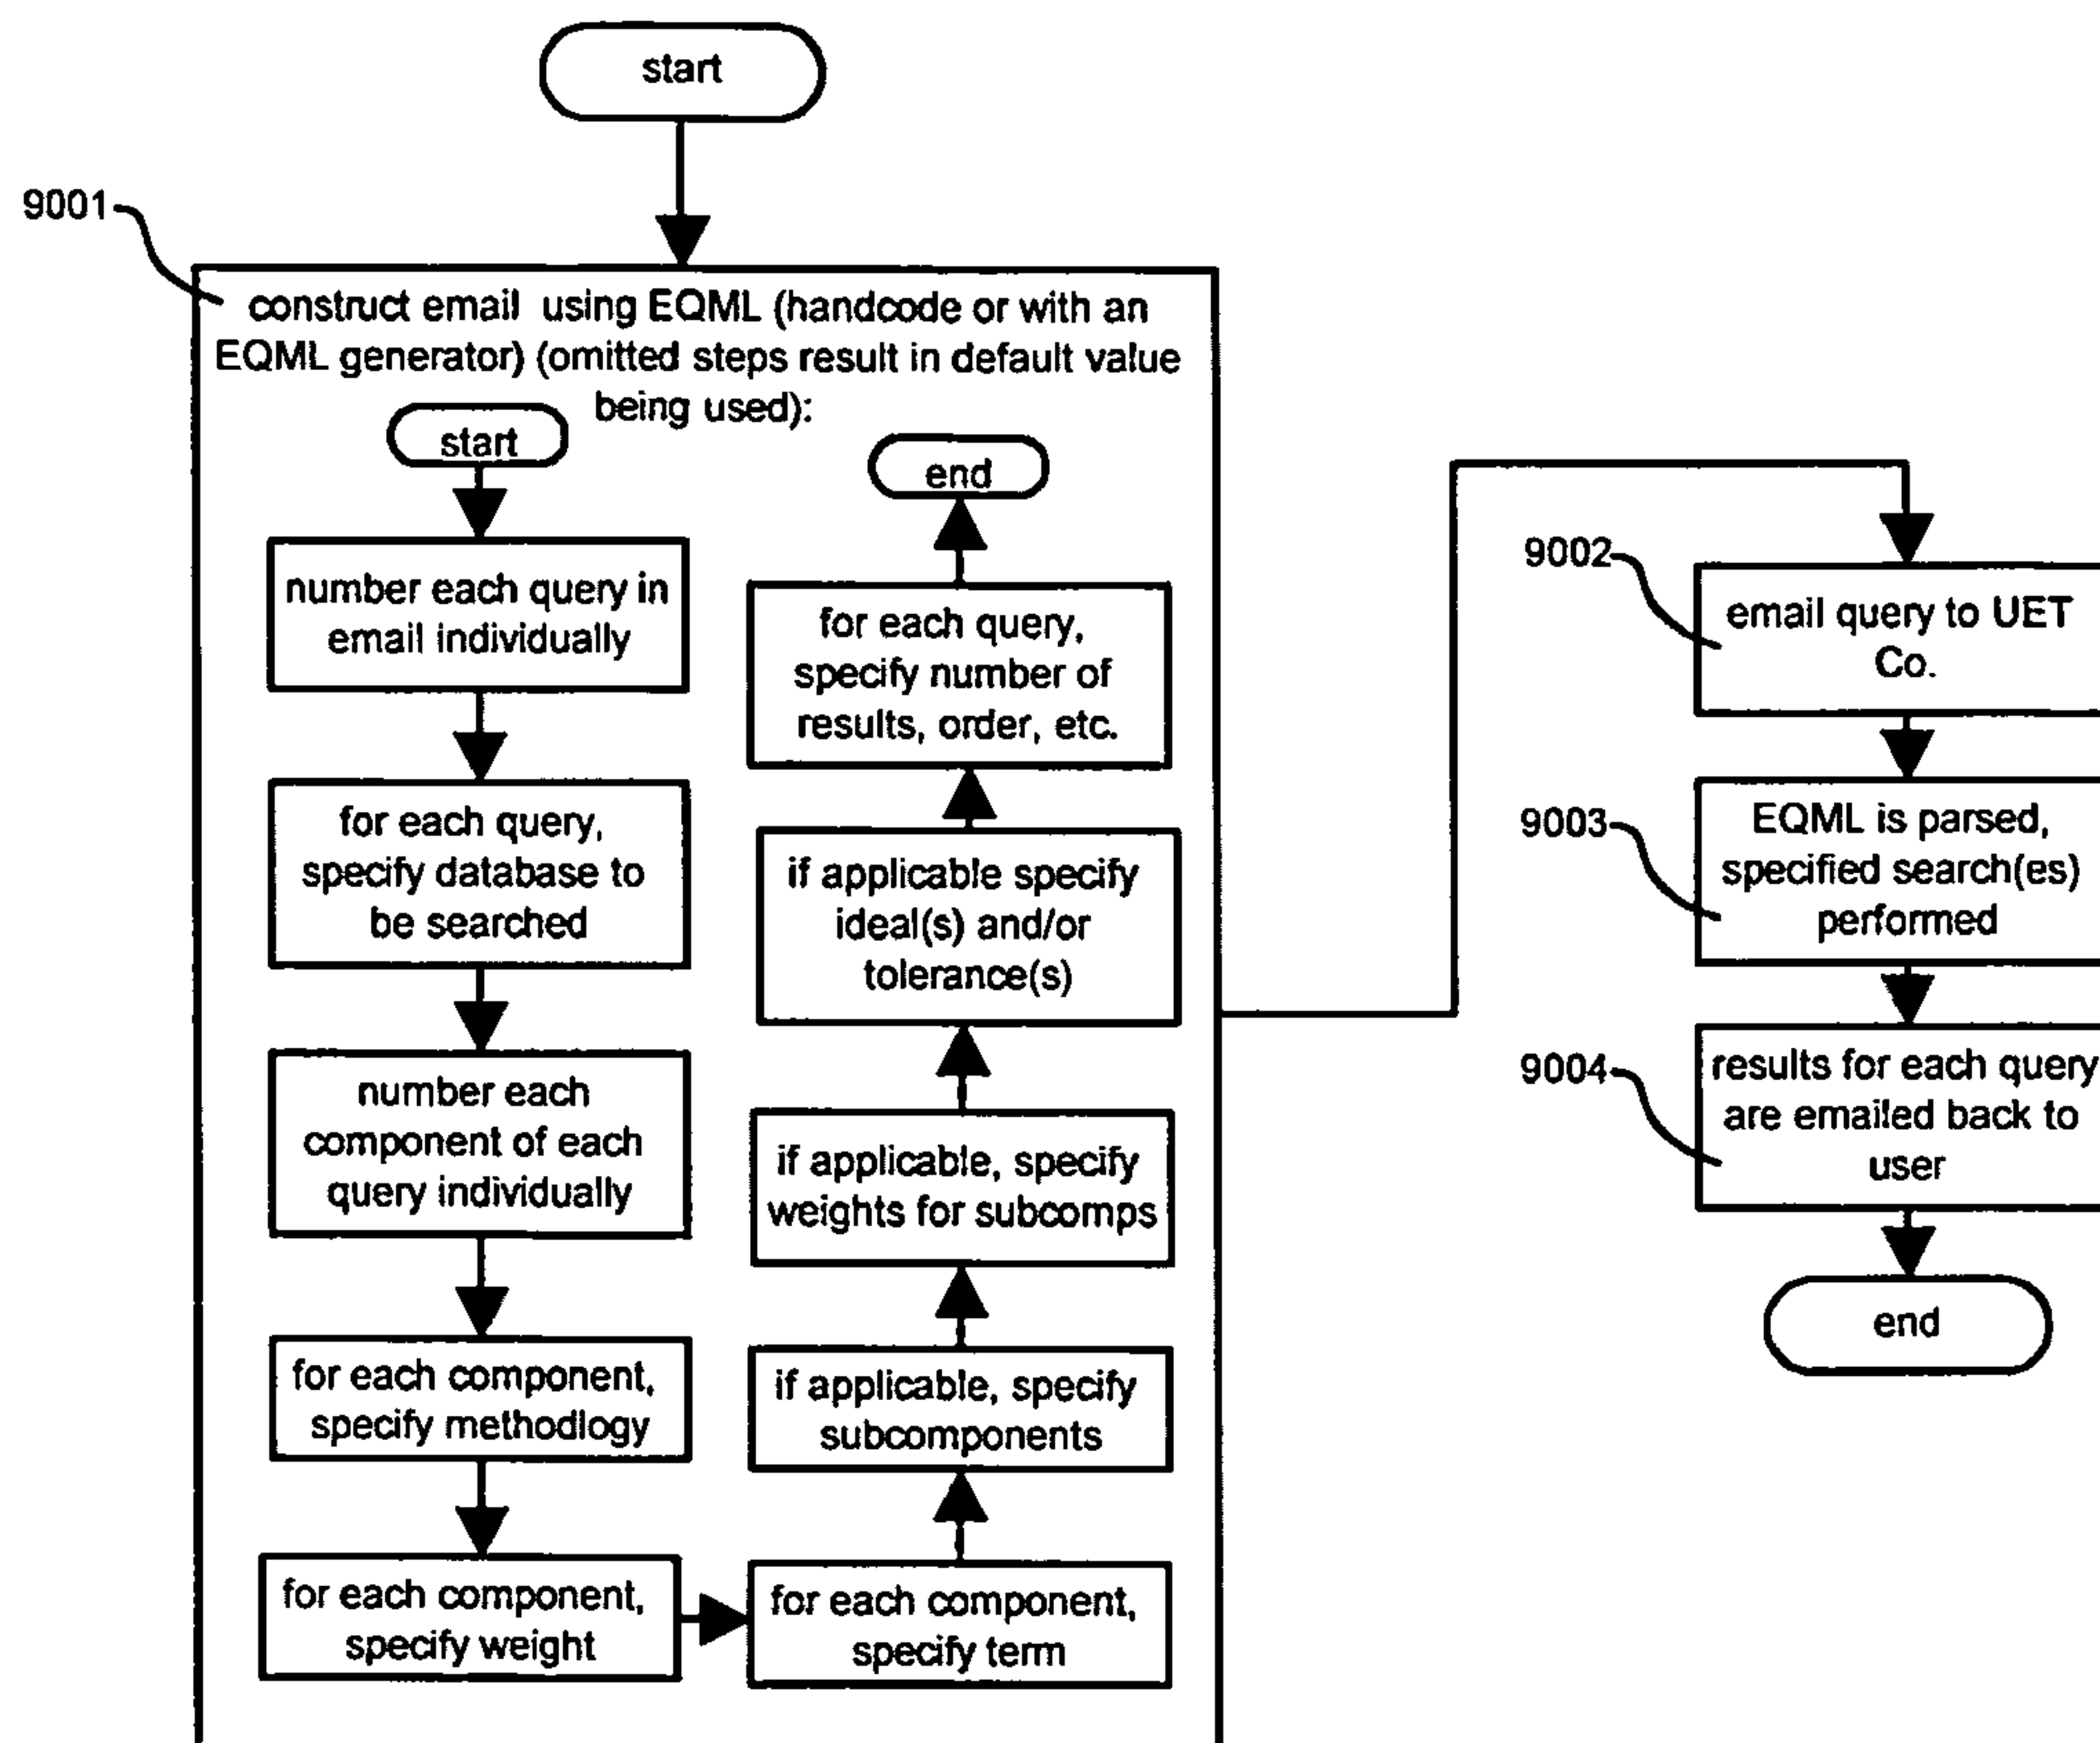 start
9001
construct email using EQML (handcode or with an
EQML generator) (omitted steps result in default value
being used):
start
number each query in
email individually
for each query,
specify database to
be searched
number each
component of each
query individually
for each component,
specify methodlogy
for each component,
specify weight
for each component,
specify term
if applicable, specify
subcomponents
if applicable, specify
weights for subcomps
if applicable specify
ideal(s) and/or
tolerance(s)
for each query,
specify number of
results, order, etc.
end
9002
email query to UET
Co.
9003
EQML is parsed,
specified search(es)
performed
9004
results for each query
are emailed back to
user
end